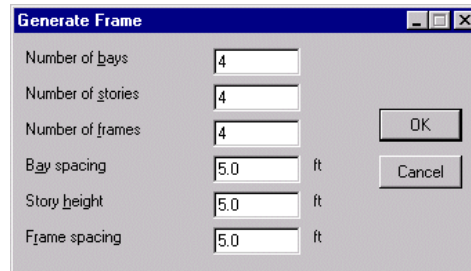 Generate Frame
Number of bays 4
Number of stories 4
Number of frames 4
OK
Bay spacing 5.0 ft
Cancel
Story height 5.0 ft
Frame spacing 5.0 ft